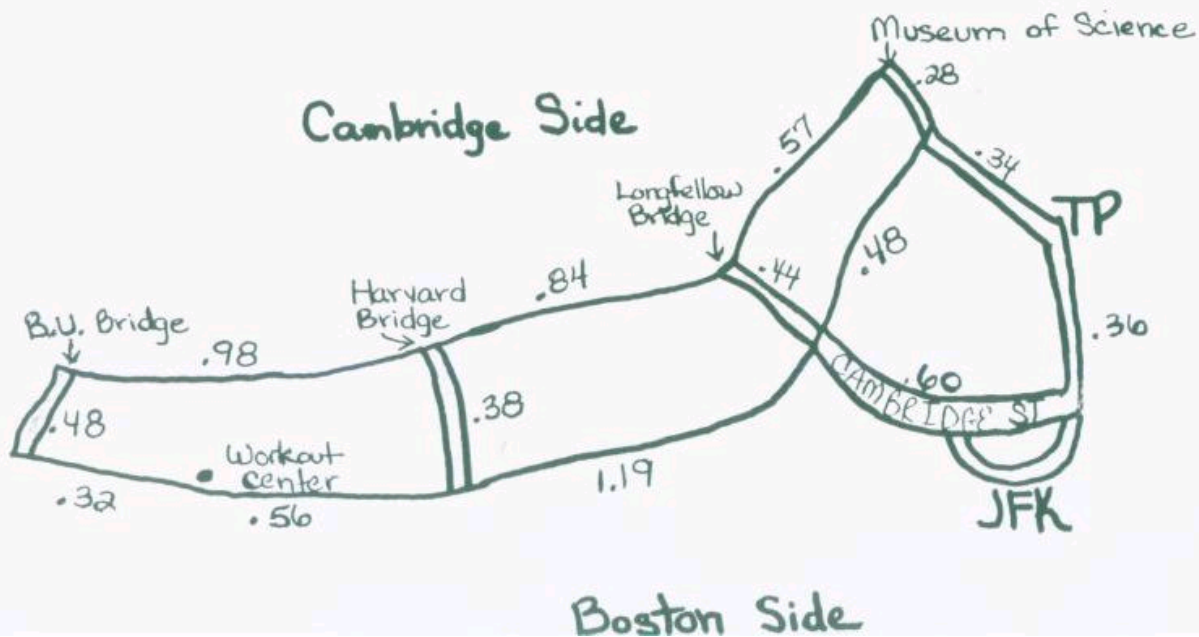 Museum of Science
.28
Cambridge Side
.57
.34
Longfellow
Bridge
TP
.44
.48
.84
Harvard
Bridge
B.U. Bridge
.98
.36
.60
CAMBRIDGE ST
.38
.48
Workout
Center
1.19
.32
.56
JFK
Boston Side